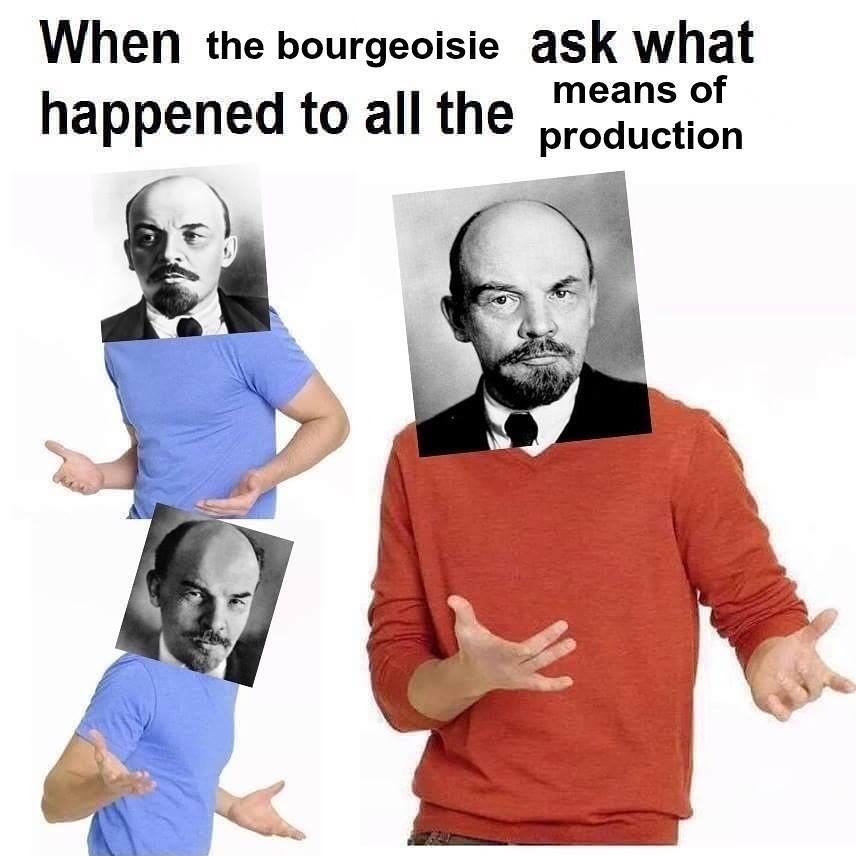 When the bourgeoisie ask what
happened to all the means of
production